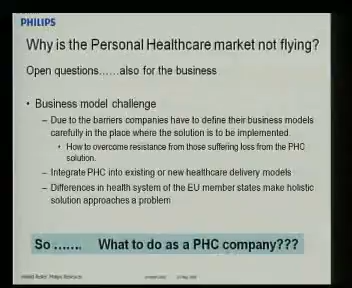 PHILIPS
Why is the Personal Healthcare market not flying?
Open questions……also for the business
• Business model challenge
– Due to the barriers companies have to define their business models
carefully in the place where the solution is to be implemented.
• How to overcome resistance from those suffering loss from the PHC
solution.
– Integrate PHC into existing or new healthcare delivery models
– Differences in health system of the EU member states make holistic
solution approaches a problem
So ……. What to do as a PHC company???
Philips Research